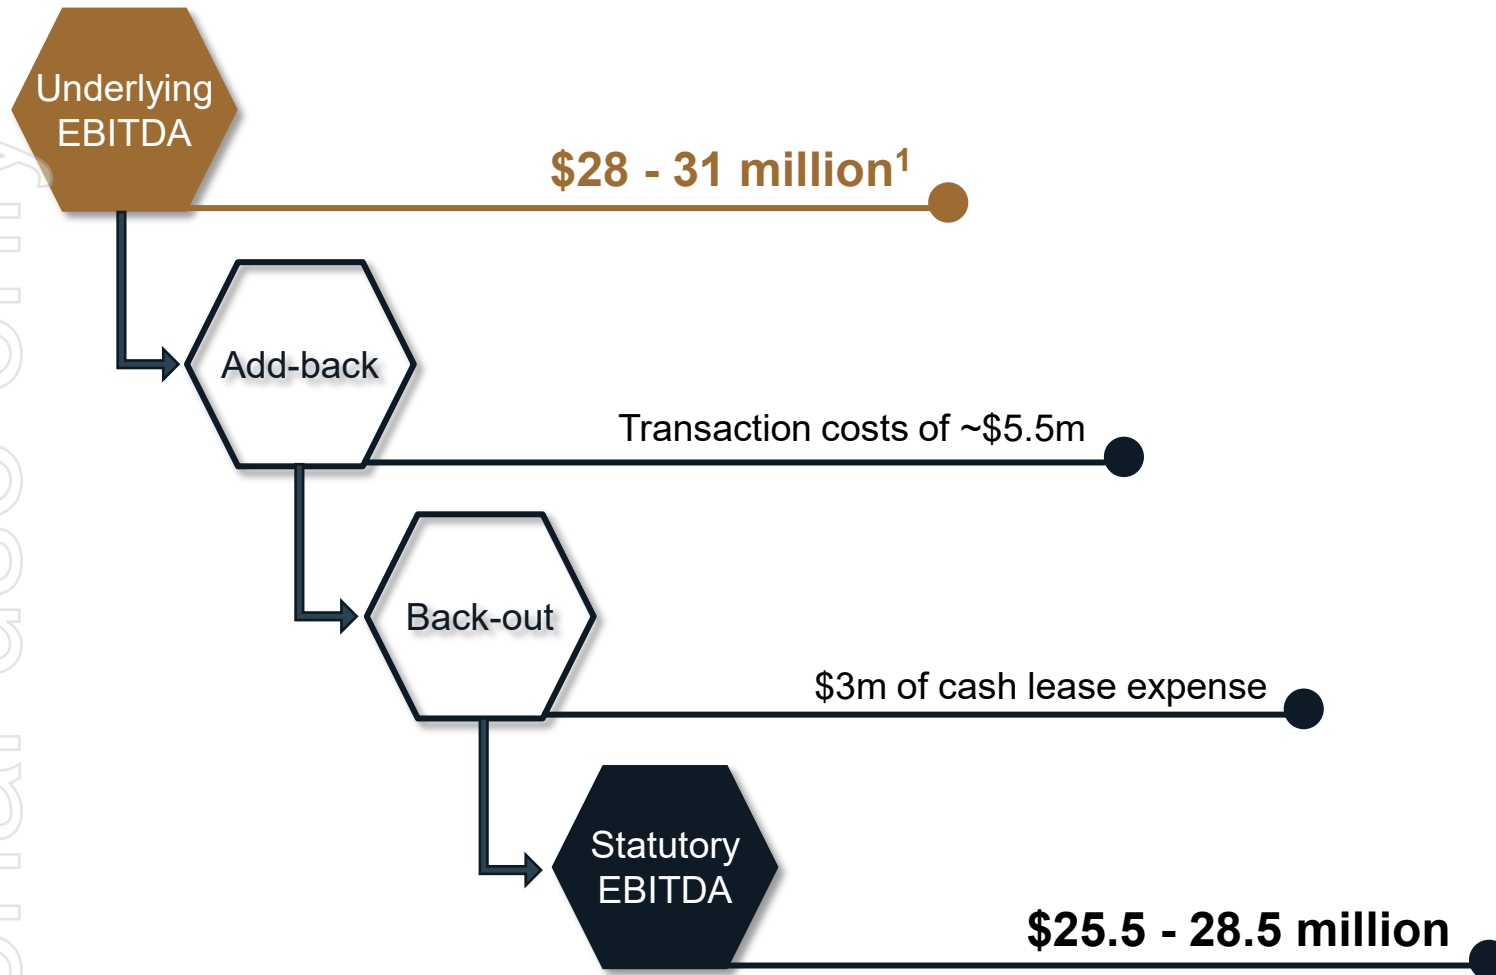 Underlying
EBITDA
$28 - 31 million¹
Add-back
Transaction costs of ~$5.5m
Back-out
$3m of cash lease expense
Statutory
EBITDA
$25.5 - 28.5 million